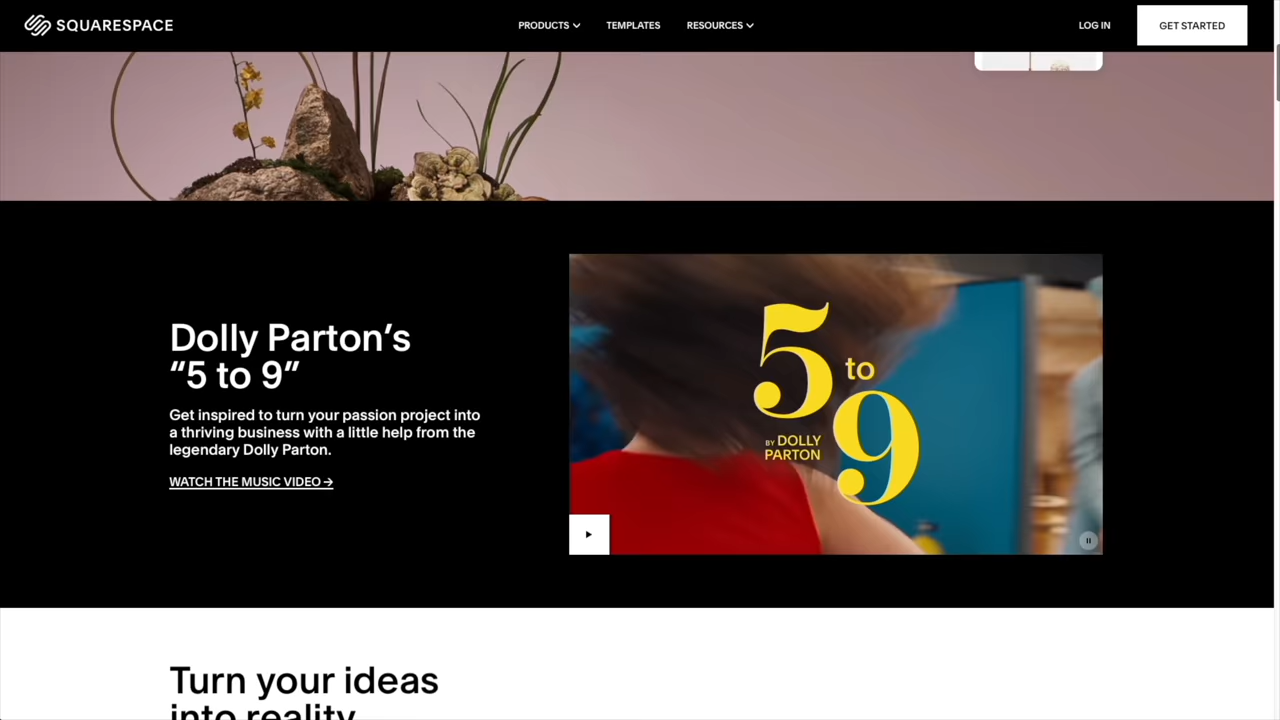 SQUARESPACE
PRODUCTS
TEMPLATES
RESOURCES
LOG IN
GET STARTED
Dolly Parton’s
“5 to 9”
Get inspired to turn your passion project into
a thriving business with a little help from the
legendary Dolly Parton.
WATCH THE MUSIC VIDEO →
5
to
9
BY DOLLY
PARTON
Turn your ideas
into reality